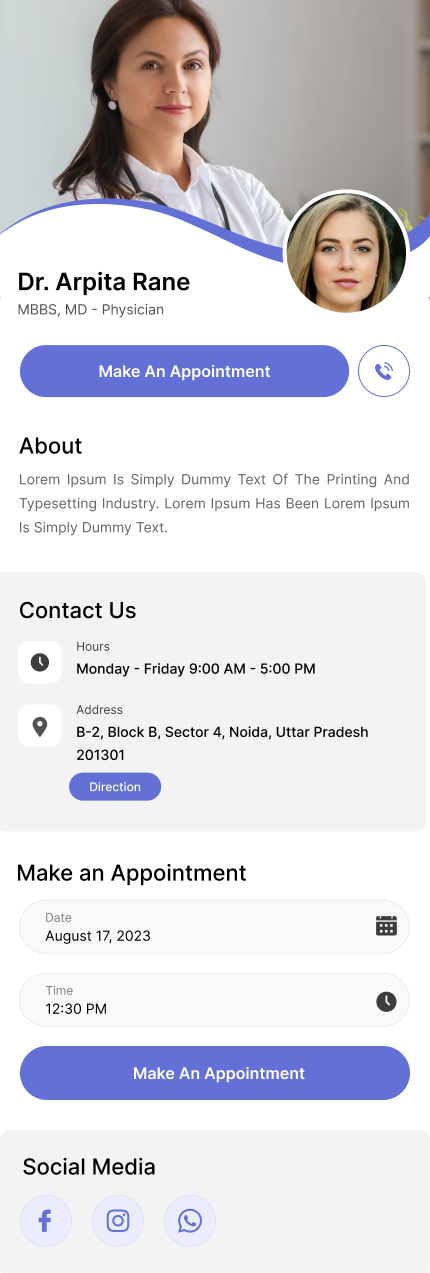 Dr. Arpita Rane
MBBS, MD - Physician
Make An Appointment
About
Lorem Ipsum Is Simply Dummy Text Of The Printing And
Typesetting Industry. Lorem Ipsum Has Been Lorem Ipsum
Is Simply Dummy Text.
Contact Us
Hours
Monday - Friday 9:00 AM - 5:00 PM
Address
B-2, Block B, Sector 4, Noida, Uttar Pradesh
201301
Direction
Make an Appointment
Date
August 17, 2023
Time
12:30 PM
Make An Appointment
Social Media